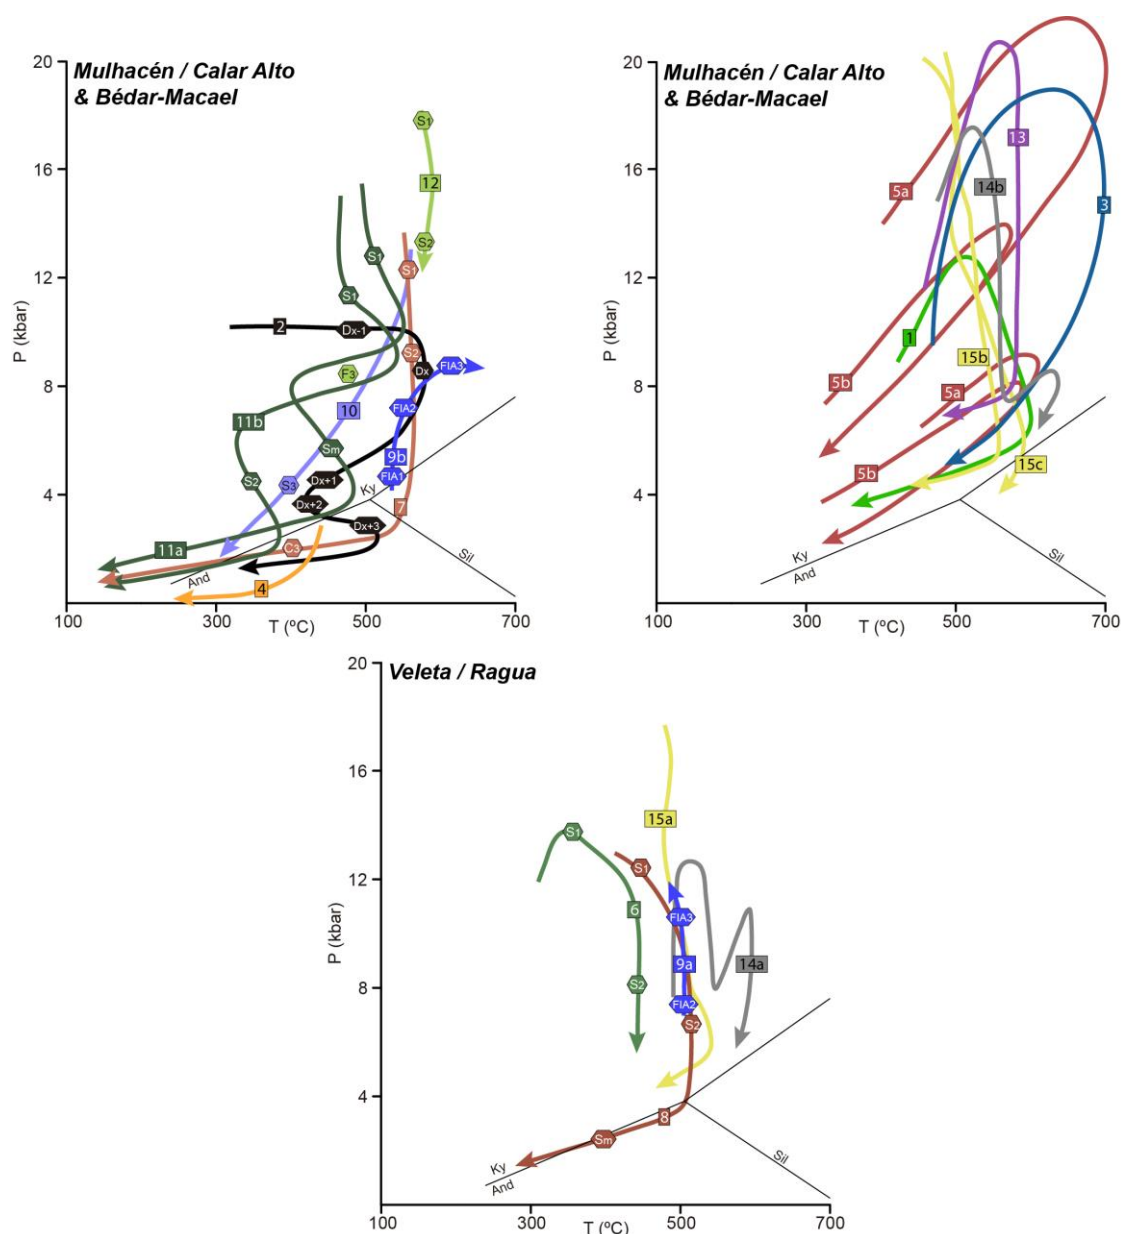 Mulhacén / Calar Alto
& Bédar-Macael
20
16
12
8
4
P (kbar)
100
300
500
700
T (ºC)
S1
12
S2
S1
S1
S1
2
Dx-1
S2
Dx
FIA3
F3
10
FIA2
11b
Sm
9b
FIA1
S2
S3
Dx+1
Ky
Dx+2
7
Dx+3
11a
C3
Sil
And
4
Mulhacén / Calar Alto
& Bédar-Macael
20
16
12
8
4
P (kbar)
100
300
500
700
T (ºC)
13
5a
14b
3
1
15b
5b
5a
5b
15c
Ky
And
Sil
Veleta / Ragua
20
16
12
8
4
P (kbar)
100
300
500
700
T (ºC)
15a
S1
S1
6
FIA3
9a
14a
S2
FIA2
S2
8
Sm
Ky
And
Sil